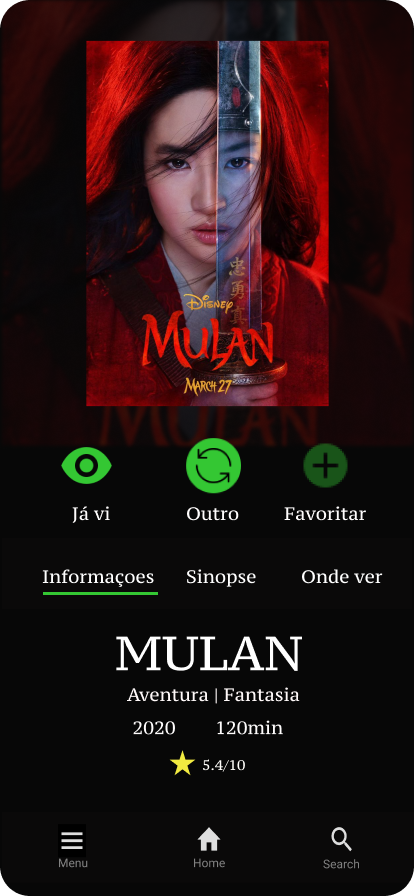 忠
勇
真
Disney
MULAN
MARCH 27
MULAN
Já vi
Outro
Favoritar
Informaçoes
Sinopse
Onde ver
MULAN
Aventura | Fantasia
2020
120min
5.4/10
Menu
Home
Search